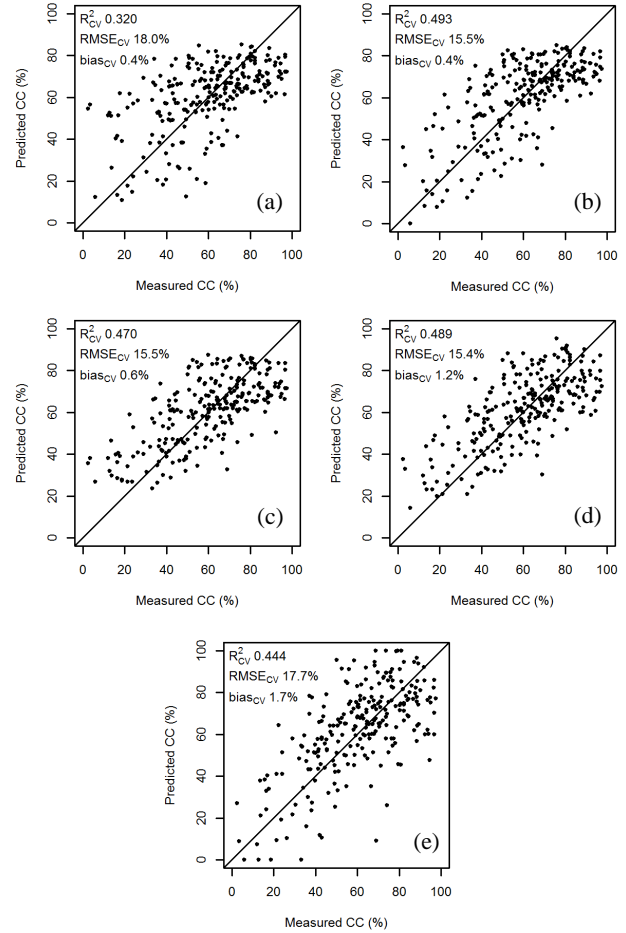 R²CV 0.320
RMSECV 18.0%
biasCV 0.4%
100
80
60
40
20
0
Predicted CC (%)
(a)
0 20 40 60 80 100
Measured CC (%)
R²CV 0.493
RMSECV 15.5%
biasCV 0.4%
100
80
60
40
20
0
Predicted CC (%)
(b)
0 20 40 60 80 100
Measured CC (%)
R²CV 0.470
RMSECV 15.5%
biasCV 0.6%
100
80
60
40
20
0
Predicted CC (%)
(c)
0 20 40 60 80 100
Measured CC (%)
R²CV 0.489
RMSECV 15.4%
biasCV 1.2%
100
80
60
40
20
0
Predicted CC (%)
(d)
0 20 40 60 80 100
Measured CC (%)
R²CV 0.444
RMSECV 17.7%
biasCV 1.7%
100
80
60
40
20
0
Predicted CC (%)
(e)
0 20 40 60 80 100
Measured CC (%)